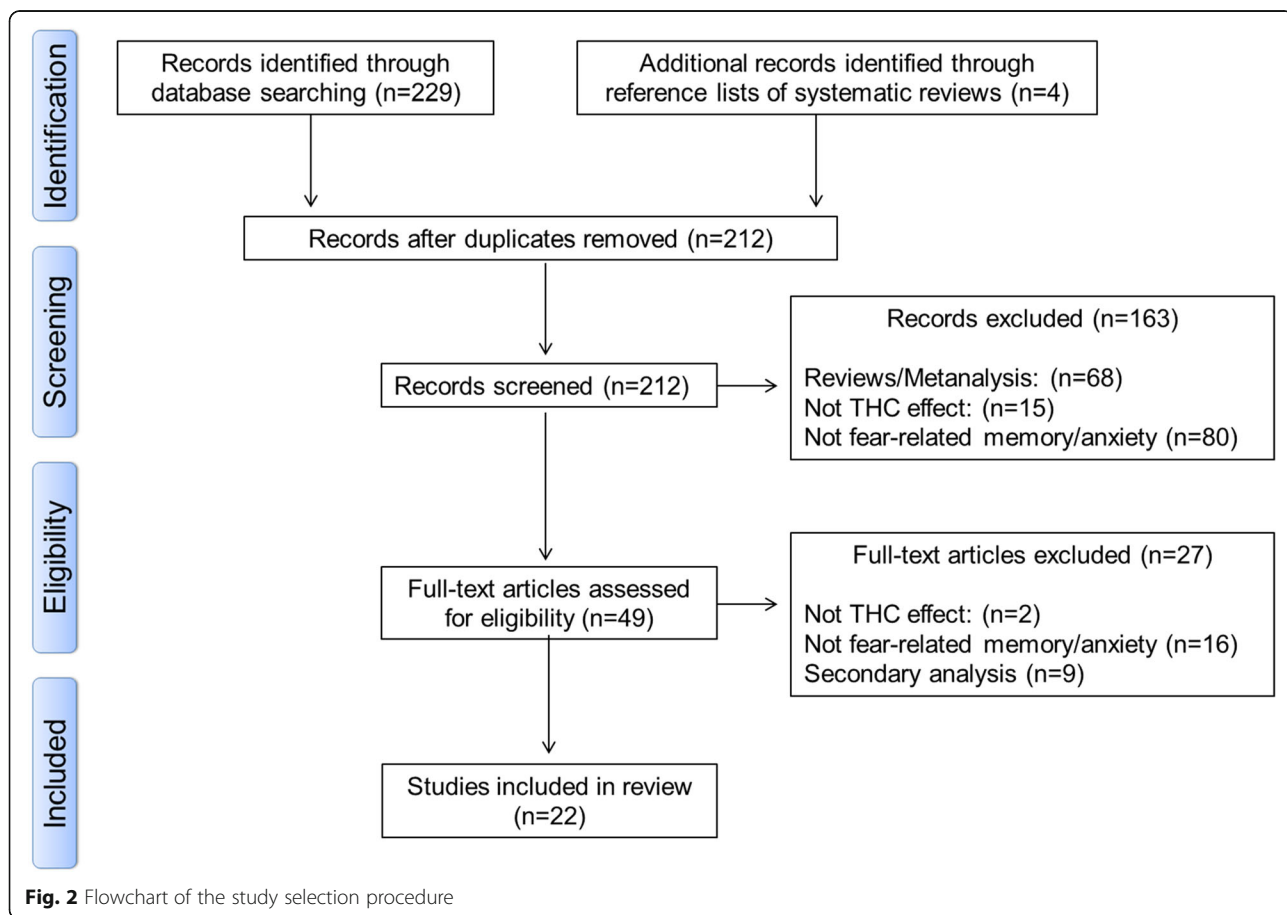 Identification
Records identified through
database searching (n=229)
Additional records identified through
reference lists of systematic reviews (n=4)
Records after duplicates removed (n=212)
Screening
Records screened (n=212)
Records excluded (n=163)
Reviews/Metanalysis: (n=68)
Not THC effect: (n=15)
Not fear-related memory/anxiety (n=80)
Eligibility
Full-text articles assessed
for eligibility (n=49)
Full-text articles excluded (n=27)
Not THC effect: (n=2)
Not fear-related memory/anxiety (n=16)
Secondary analysis (n=9)
Included
Studies included in review
(n=22)
Fig. 2 Flowchart of the study selection procedure